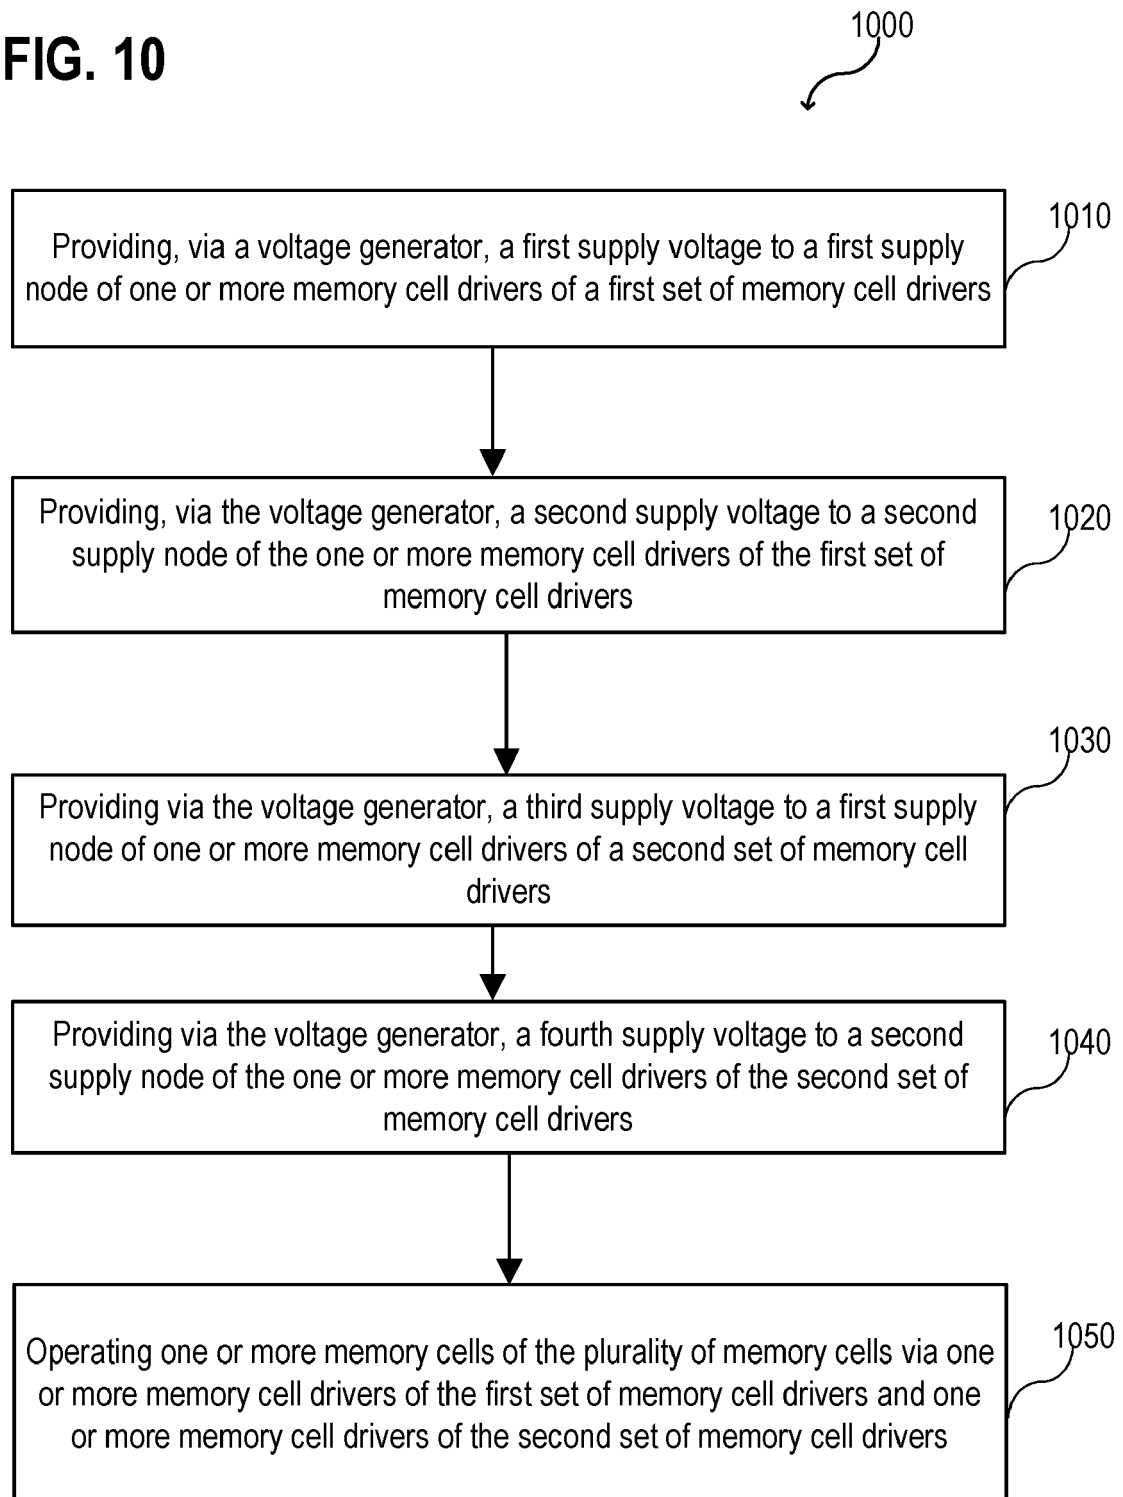 FIG. 10
1000
1010
Providing, via a voltage generator, a first supply voltage to a first supply
node of one or more memory cell drivers of a first set of memory cell drivers
1020
Providing, via the voltage generator, a second supply voltage to a second
supply node of the one or more memory cell drivers of the first set of
memory cell drivers
1030
Providing via the voltage generator, a third supply voltage to a first supply
node of one or more memory cell drivers of a second set of memory cell
drivers
1040
Providing via the voltage generator, a fourth supply voltage to a second
supply node of the one or more memory cell drivers of the second set of
memory cell drivers
1050
Operating one or more memory cells of the plurality of memory cells via one
or more memory cell drivers of the first set of memory cell drivers and one
or more memory cell drivers of the second set of memory cell drivers